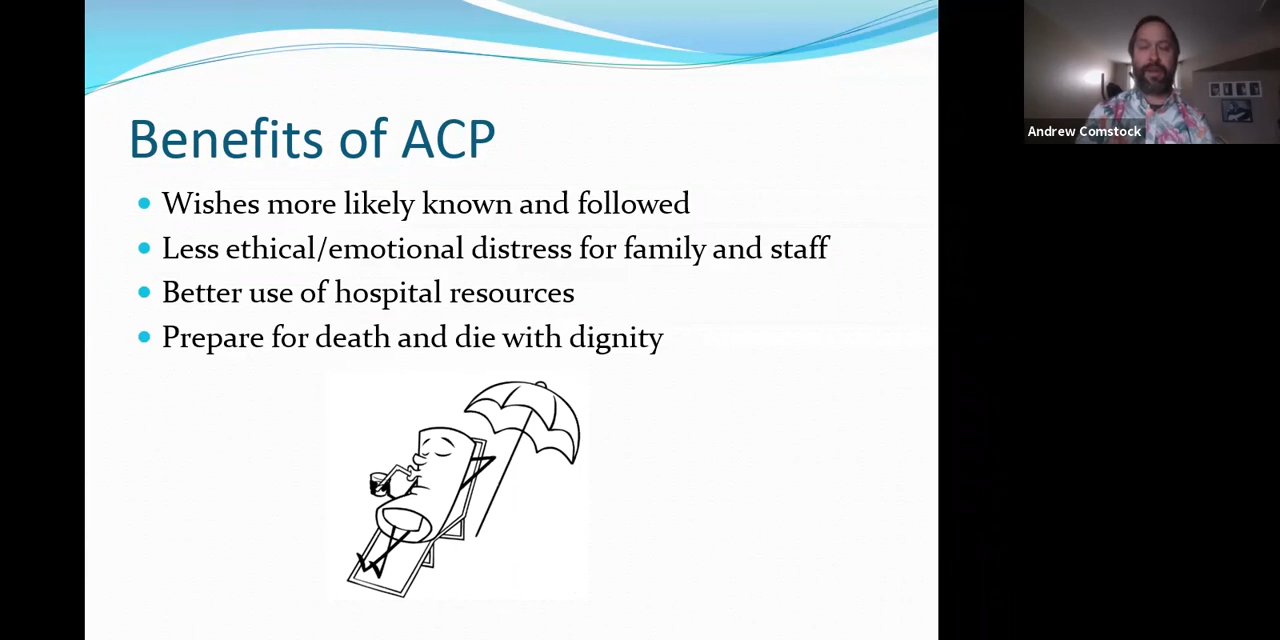 Benefits of ACP
Wishes more likely known and followed
Less ethical/emotional distress for family and staff
Better use of hospital resources
Prepare for death and die with dignity
Andrew Comstock